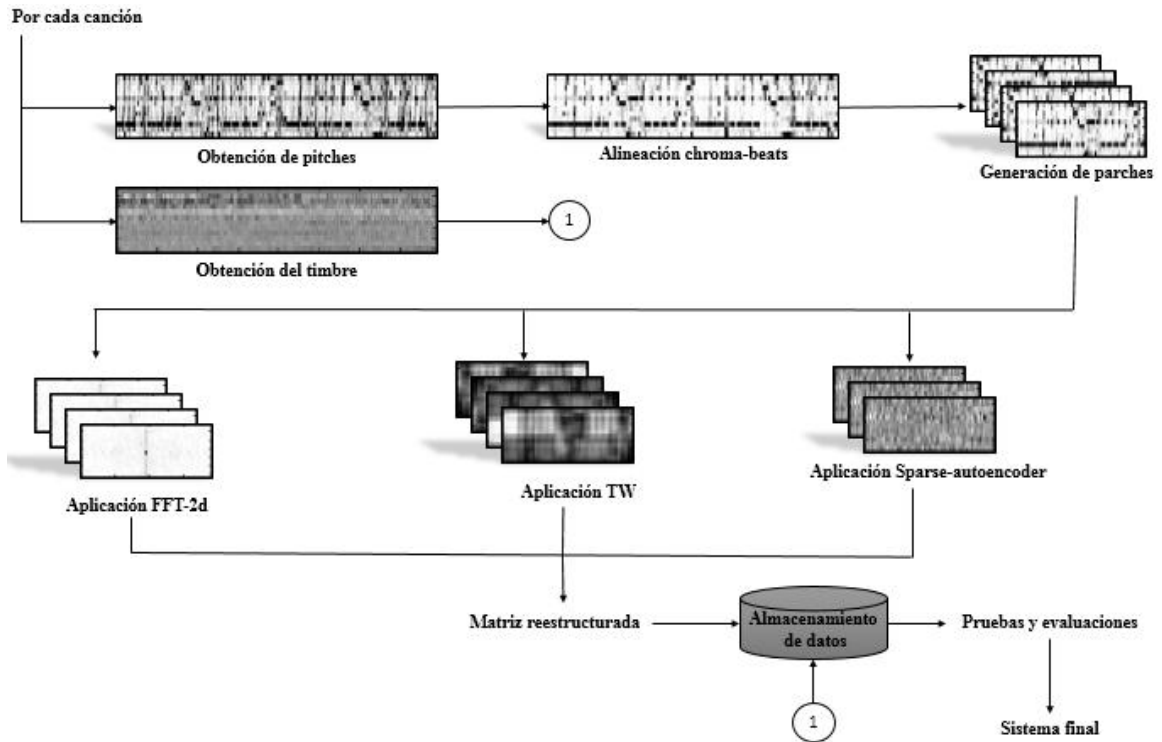 Por cada canción
Obtención de pitches
Alineación chroma-beats
Generación de parches
1
Obtención del timbre
Aplicación FFT-2d
Aplicación TW
Aplicación Sparse-autoencoder
Matriz reestructurada
Almacenamiento
de datos
Pruebas y evaluaciones
1
Sistema final